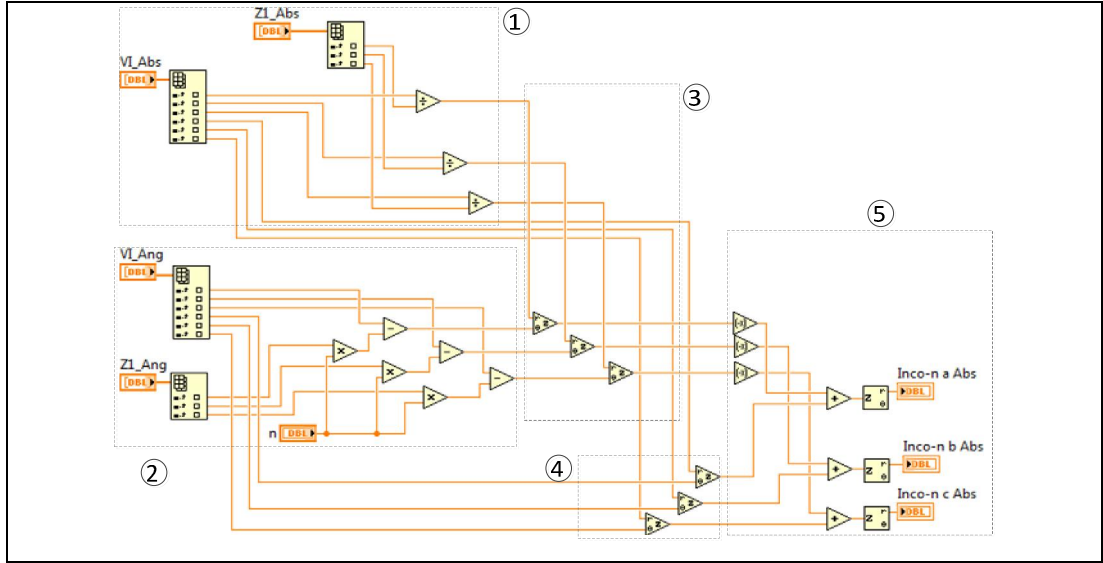 Z1_Abs
①
[DBL]
VI_Abs
[DBL]
③
÷
÷
÷
⑤
VI_Ang
[DBL]
Z1_Ang
[DBL]
n
DBL
Inco-n a Abs
DBL
Inco-n b Abs
DBL
Inco-n c Abs
DBL
②
④